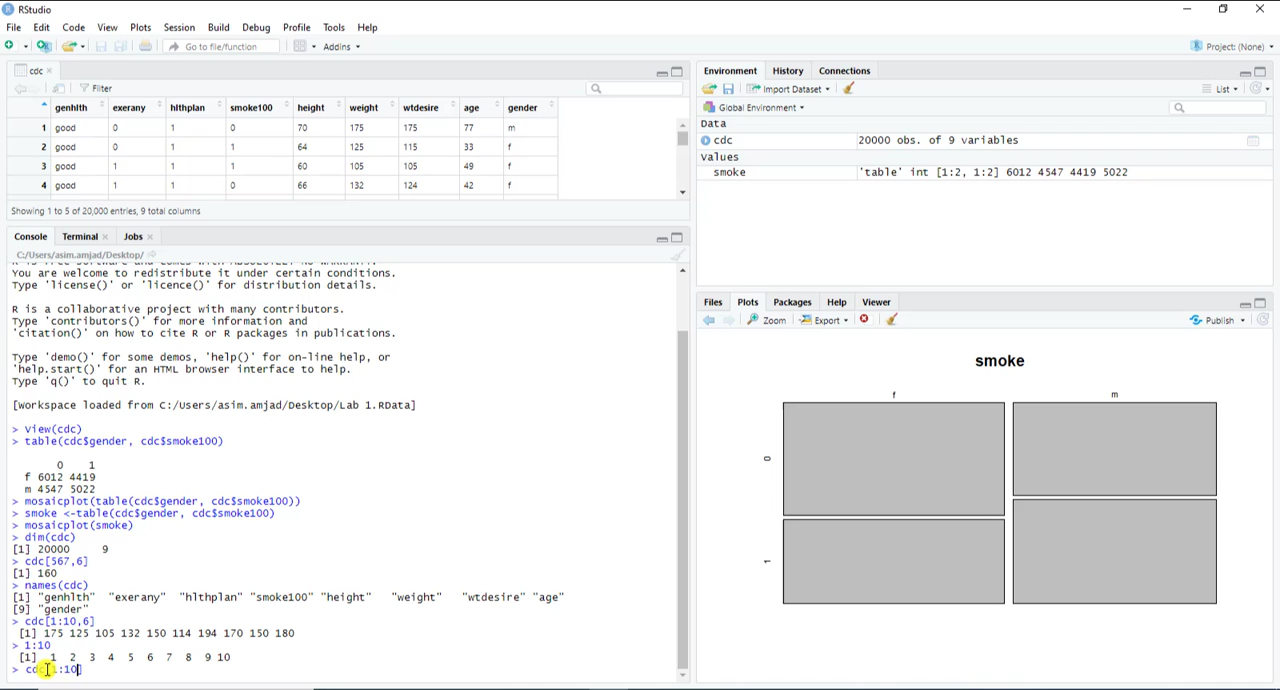 RStudio
File Edit Code View Plots Session Build Debug Profile Tools Help
Go to file/function Addins Project: (None)
cdc
Filter
genhlth exerany hlthplan smoke100 height weight wtdesire age gender
1 good 0 1 0 70 175 175 77 m
2 good 0 1 1 64 125 115 33 f
3 good 1 1 1 60 105 105 49 f
4 good 1 1 0 66 132 124 42 f
Showing 1 to 5 of 20,000 entries, 9 total columns
Console Terminal Jobs
C:/Users/asim.amjad/Desktop/
You are welcome to redistribute it under certain conditions.
Type 'license()' or 'licence()' for distribution details.
R is a collaborative project with many contributors.
Type 'contributors()' for more information and
'citation()' on how to cite R or R packages in publications.
Type 'demo()' for some demos, 'help()' for on-line help, or
'help.start()' for an HTML browser interface to help.
Type 'q()' to quit R.
[Workspace loaded from C:/Users/asim.amjad/Desktop/Lab 1.RData]
> View(cdc)
> table(cdc$gender, cdc$smoke100)
0 1
f 6012 4419
m 4547 5022
> mosaicplot(table(cdc$gender, cdc$smoke100))
> smoke <-table(cdc$gender, cdc$smoke100)
> mosaicplot(smoke)
> dim(cdc)
[1] 20000 9
> cdc[567,6]
[1] 160
> names(cdc)
[1] "genhlth" "exerany" "hlthplan" "smoke100" "height" "weight" "wtdesire" "age"
[9] "gender"
> cdc[1:10,6]
[1] 175 125 105 132 150 114 194 170 150 180
> 1:10
[1] 1 2 3 4 5 6 7 8 9 10
> cdc[1:10]
Environment History Connections
Import Dataset List
Global Environment
Data
cdc 20000 obs. of 9 variables
Values
smoke 'table' int [1:2, 1:2] 6012 4547 4419 5022
Files Plots Packages Help Viewer
Zoom Export Publish
smoke
f m
0
1